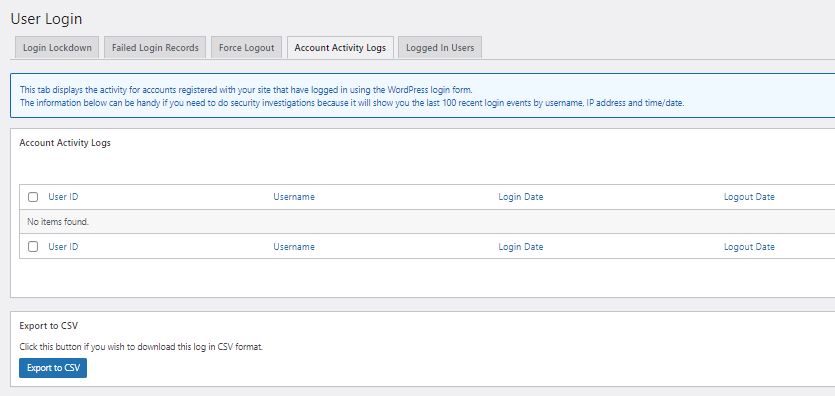 User Login
Login Lockdown Failed Login Records Force Logout Account Activity Logs Logged In Users
This tab displays the activity for accounts registered with your site that have logged in using the WordPress login form.
The information below can be handy if you need to do security investigations because it will show you the last 100 recent login events by username, IP address and time/date.
Account Activity Logs
User ID Username Login Date Logout Date
No items found.
User ID Username Login Date Logout Date
Export to CSV
Click this button if you wish to download this log in CSV format.
Export to CSV